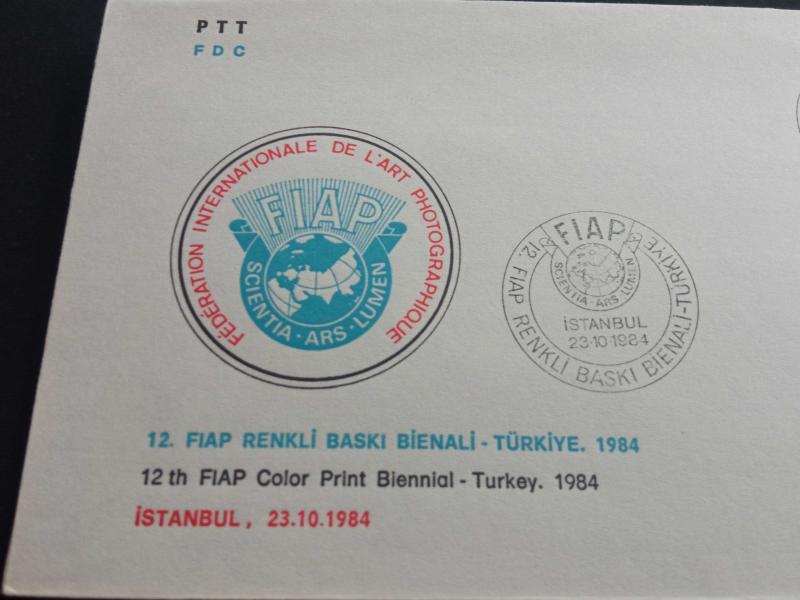 PTT
FDC
FÉDÉRATION INTERNATIONALE DE L'ART PHOTOGRAPHIQUE
FIAP
SCIENTIA · ARS · LUMEN
FIAP
SCIENTIA · ARS · LUMEN
İSTANBUL
23·10·1984
12. FIAP RENKLİ BASKI BİENALİ-TÜRKİYE
12. FIAP RENKLİ BASKI BİENALİ - TÜRKİYE. 1984
12 th FIAP Color Print Biennial - Turkey. 1984
İSTANBUL, 23.10.1984